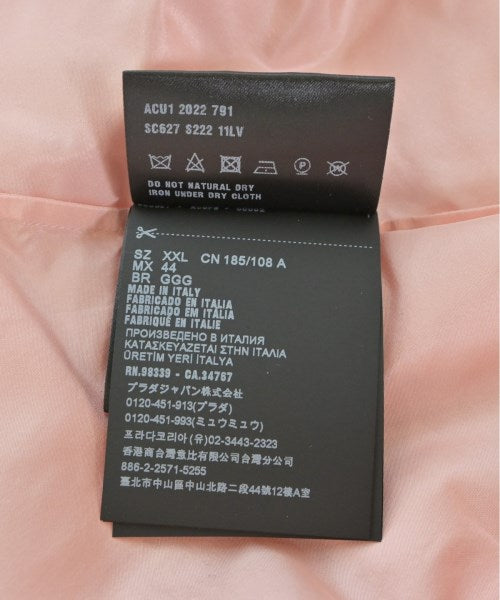 ACU1 2022 791
SC627 S222 11LV
DO NOT NATURAL DRY
IRON UNDER DRY CLOTH
SZ XXL CN 185/108 A
MX 44
BR GGG
MADE IN ITALY
FABRICADO EN ITALIA
FABRICADO EM ITALIA
FABRIQUÉ EN ITALIE
ПРОИЗВЕДЕНО В ИТАЛИЯ
ΚΑΤΑΣΚΕΥΑΖΕΤΑΙ ΣΤΗΝ ΙΤΑΛΙΑ
ÜRETİM YERİ İTALYA
RN.98339 - CA.34767
プラダジャパン株式会社
0120-451-913(プラダ)
0120-451-993(ミュウミュウ)
프라다코리아 (유) 02-3443-2323
香港商台灣意比有限公司台灣分公司
886-2-2571-5255
臺北市中山區中山北路二段44號12樓A室